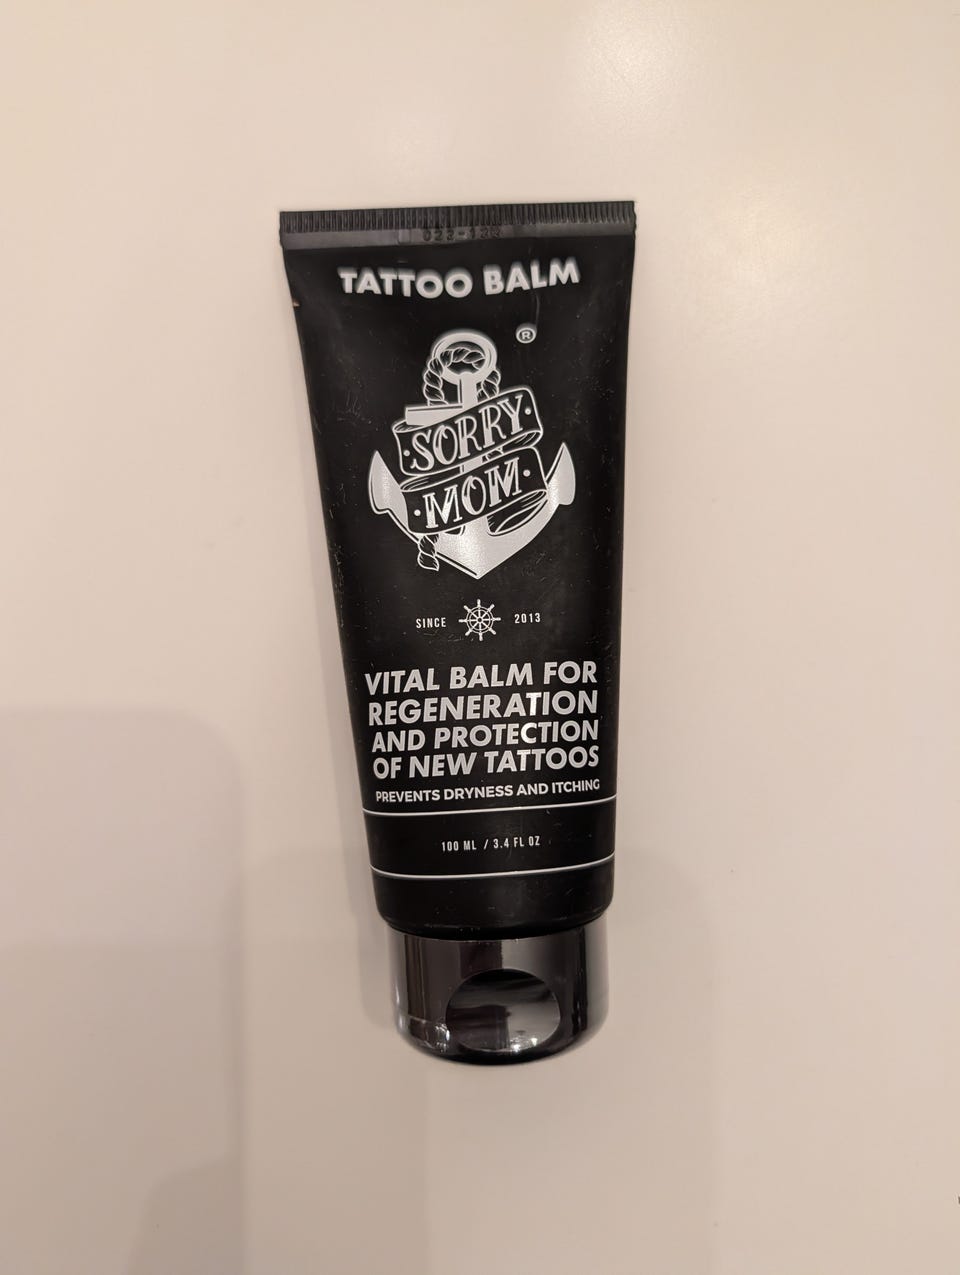 TATTOO BALM
®
SORRY
MOM
SINCE 2013
VITAL BALM FOR
REGENERATION
AND PROTECTION
OF NEW TATTOOS
PREVENTS DRYNESS AND ITCHING
100 ML / 3.4 FL OZ